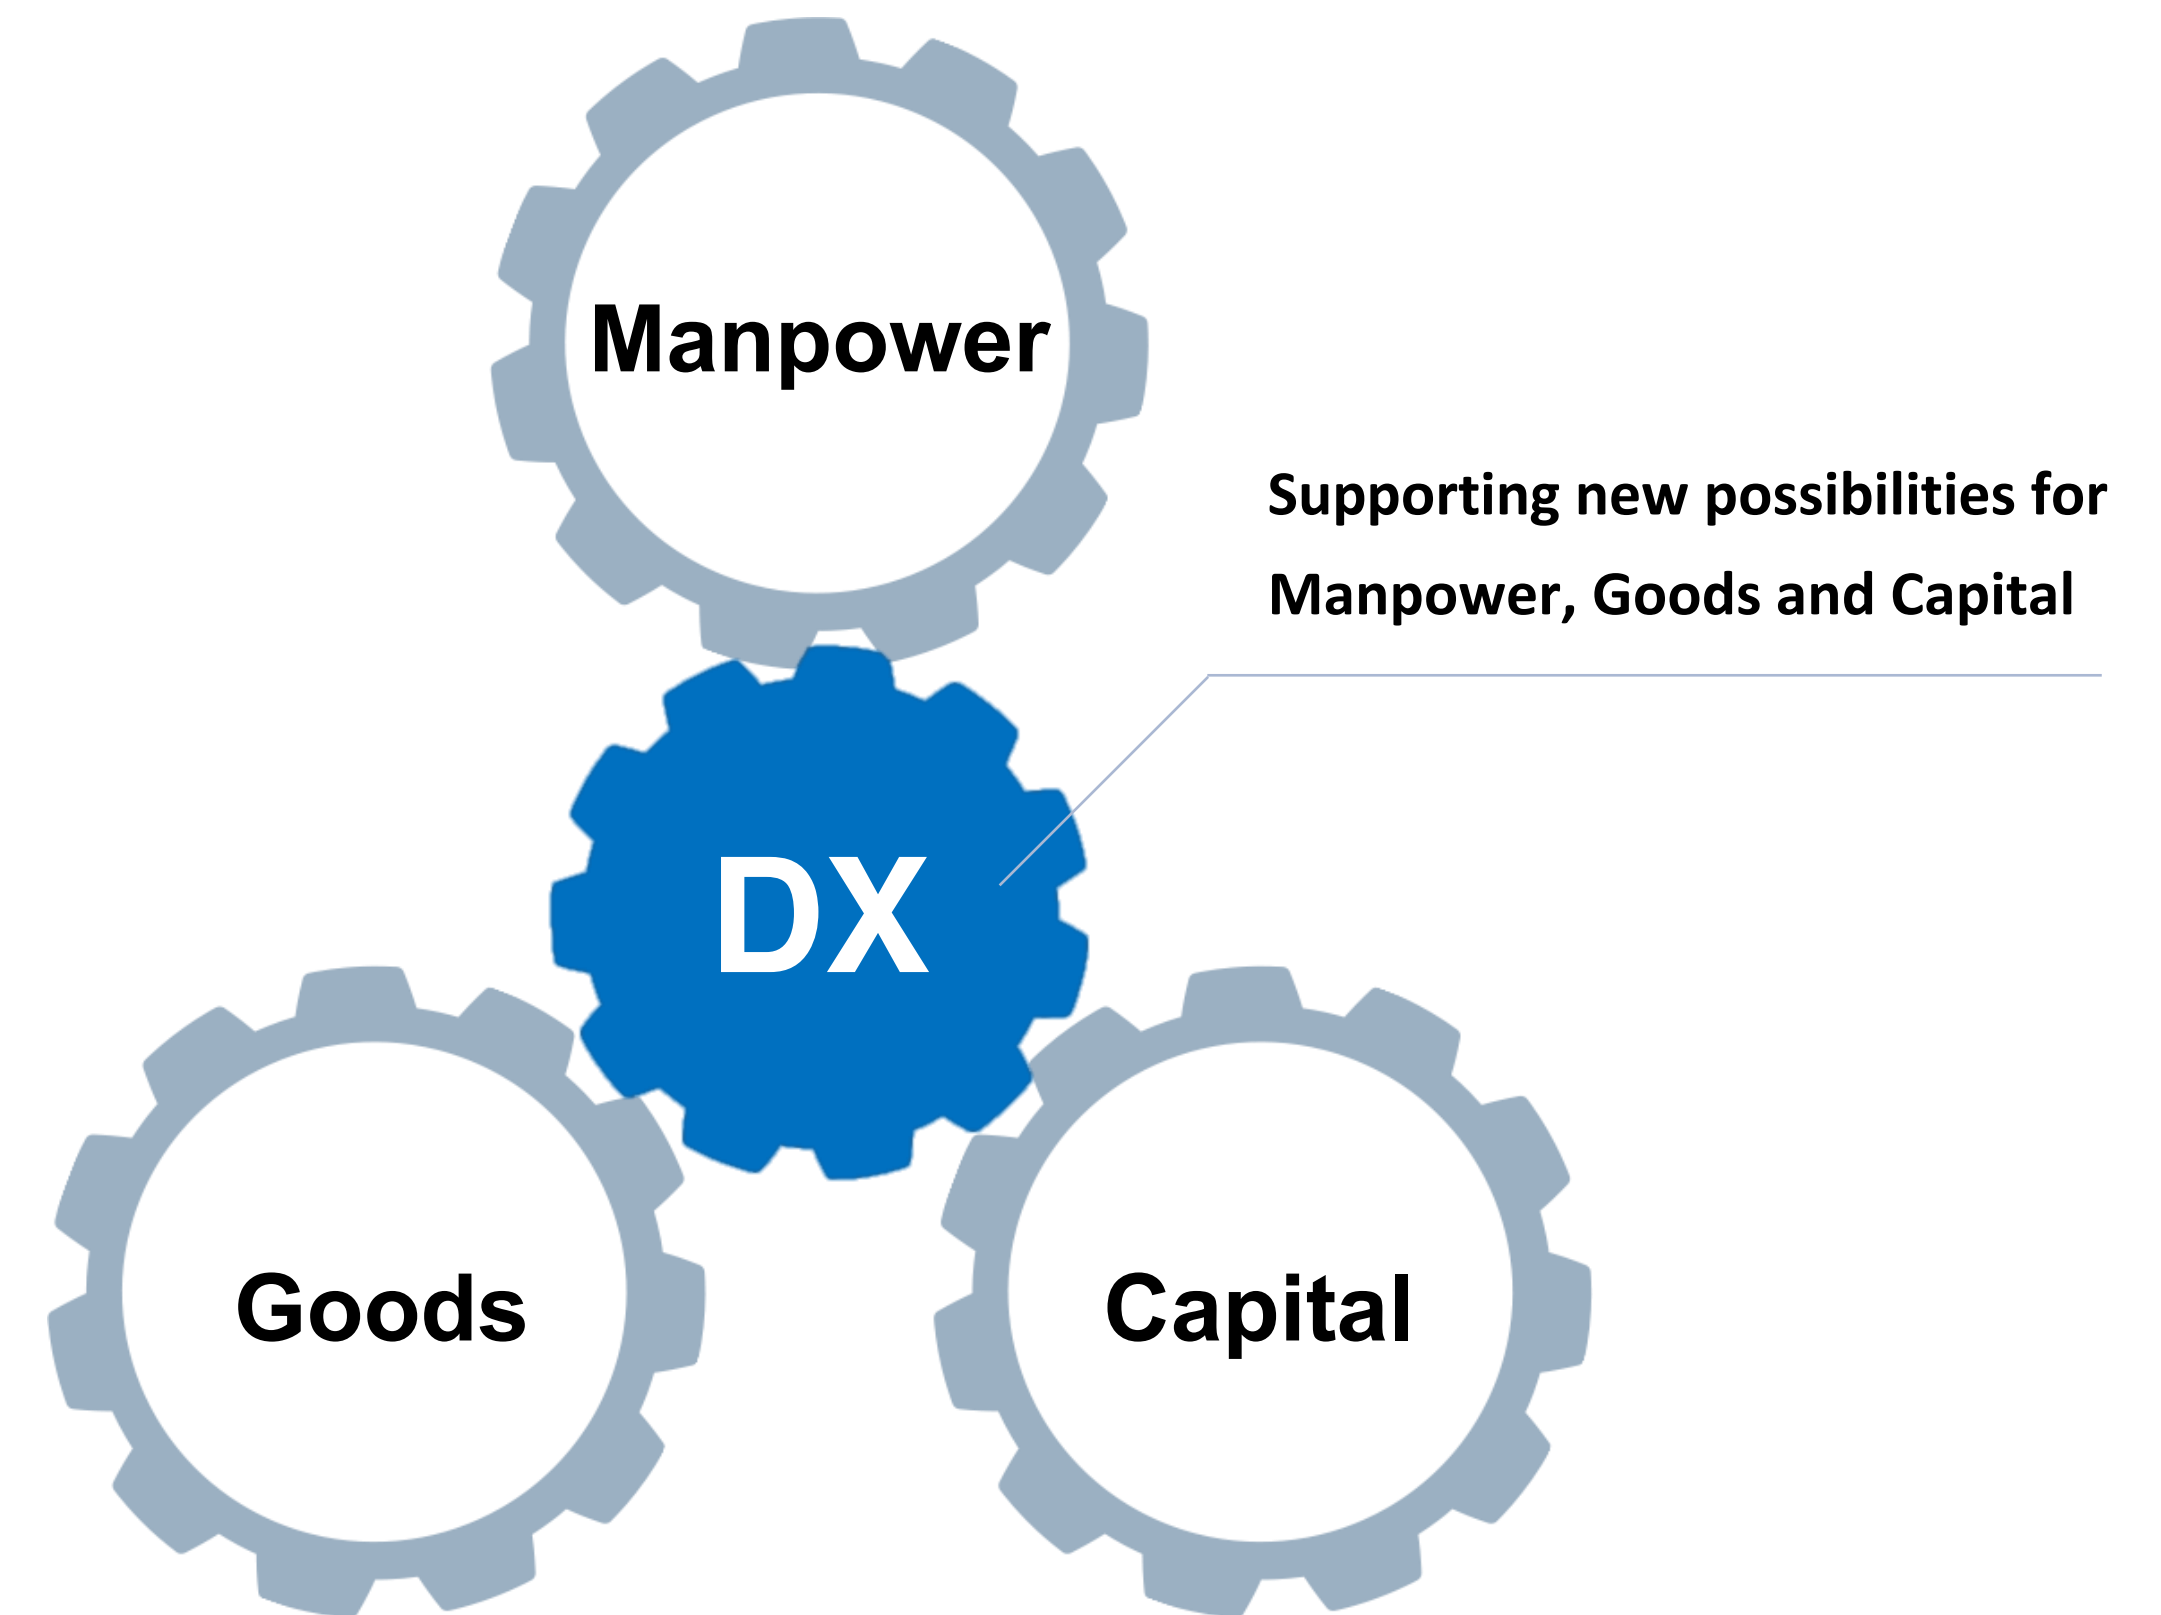 Manpower
Supporting new possibilities for
Manpower, Goods and Capital
DX
Goods
Capital